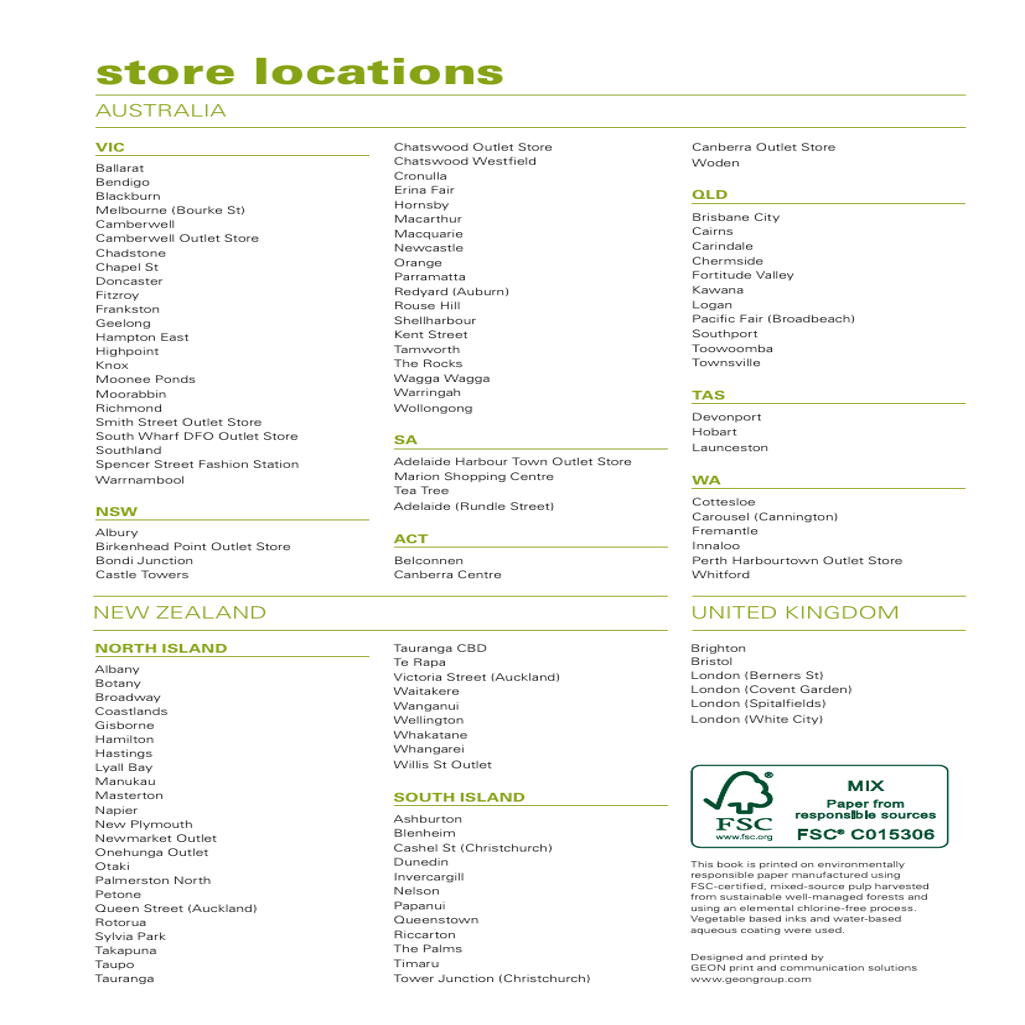 store locations
AUSTRALIA
VIC
Ballarat
Bendigo
Blackburn
Melbourne (Bourke St)
Camberwell
Camberwell Outlet Store
Chadstone
Chapel St
Doncaster
Fitzroy
Frankston
Geelong
Hampton East
Highpoint
Knox
Moonee Ponds
Moorabbin
Richmond
Smith Street Outlet Store
South Wharf DFO Outlet Store
Southland
Spencer Street Fashion Station
Warrnambool
NSW
Albury
Birkenhead Point Outlet Store
Bondi Junction
Castle Towers
Chatswood Outlet Store
Chatswood Westfield
Cronulla
Erina Fair
Hornsby
Macarthur
Macquarie
Newcastle
Orange
Parramatta
Redyard (Auburn)
Rouse Hill
Shellharbour
Kent Street
Tamworth
The Rocks
Wagga Wagga
Warringah
Wollongong
SA
Adelaide Harbour Town Outlet Store
Marion Shopping Centre
Tea Tree
Adelaide (Rundle Street)
ACT
Belconnen
Canberra Centre
Canberra Outlet Store
Woden
QLD
Brisbane City
Cairns
Carindale
Chermside
Fortitude Valley
Kawana
Logan
Pacific Fair (Broadbeach)
Southport
Toowoomba
Townsville
TAS
Devonport
Hobart
Launceston
WA
Cottesloe
Carousel (Cannington)
Fremantle
Innaloo
Perth Harbourtown Outlet Store
Whitford
NEW ZEALAND
NORTH ISLAND
Albany
Botany
Broadway
Coastlands
Gisborne
Hamilton
Hastings
Lyall Bay
Manukau
Masterton
Napier
New Plymouth
Newmarket Outlet
Onehunga Outlet
Otaki
Palmerston North
Petone
Queen Street (Auckland)
Rotorua
Sylvia Park
Takapuna
Taupo
Tauranga
Tauranga CBD
Te Rapa
Victoria Street (Auckland)
Waitakere
Wanganui
Wellington
Whakatane
Whangarei
Willis St Outlet
SOUTH ISLAND
Ashburton
Blenheim
Cashel St (Christchurch)
Dunedin
Invercargill
Nelson
Papanui
Queenstown
Riccarton
The Palms
Timaru
Tower Junction (Christchurch)
UNITED KINGDOM
Brighton
Bristol
London (Berners St)
London (Covent Garden)
London (Spitalfields)
London (White City)
®
FSC
www.fsc.org
MIX
Paper from
responsible sources
FSC® C015306
This book is printed on environmentally
responsible paper manufactured using
FSC-certified, mixed-source pulp harvested
from sustainable well-managed forests and
using an elemental chlorine-free process.
Vegetable based inks and water-based
aqueous coating were used.
Designed and printed by
GEON print and communication solutions
www.geongroup.com